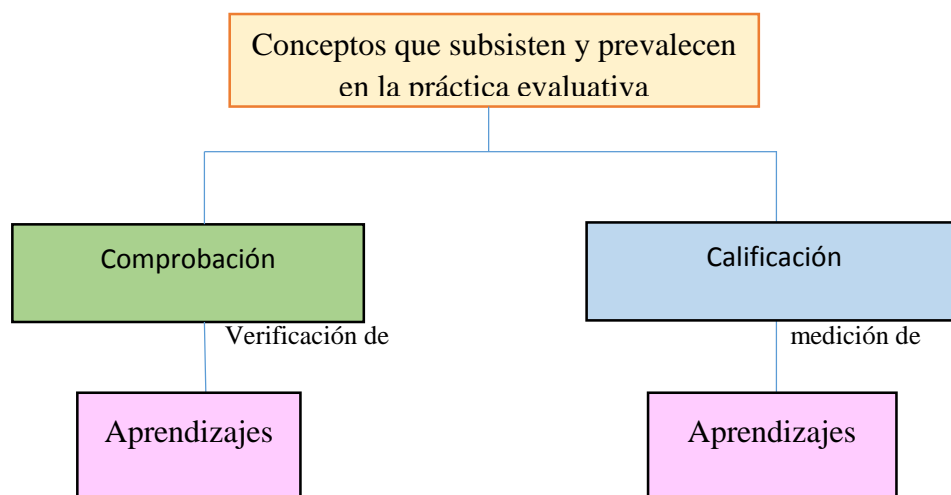 Conceptos que subsisten y prevalecen
en la práctica evaluativa
Comprobación
Calificación
Verificación de
medición de
Aprendizajes
Aprendizajes